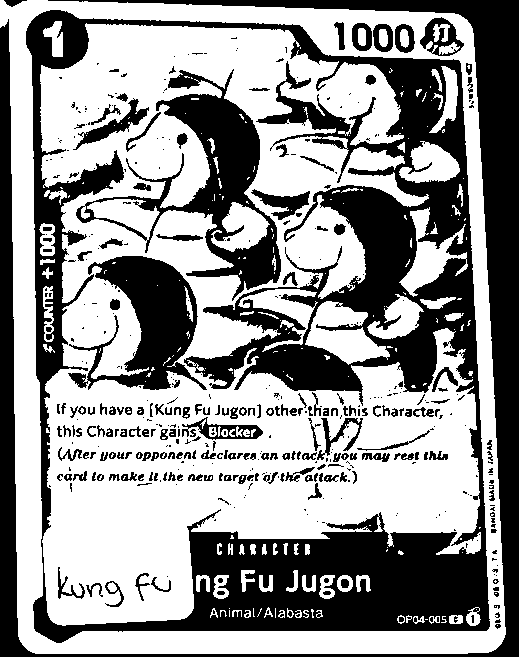 1
1000
打
COUNTER +1000
If you have a [Kung Fu Jugon] other than this Character,
this Character gains Blocker .
(After your opponent declares an attack, you may rest this
card to make it the new target of the attack.)
BANDAI MADE IN JAPAN
CHARACTER
kung fu
ng Fu Jugon
Animal/Alabasta
OP04-005 C 1